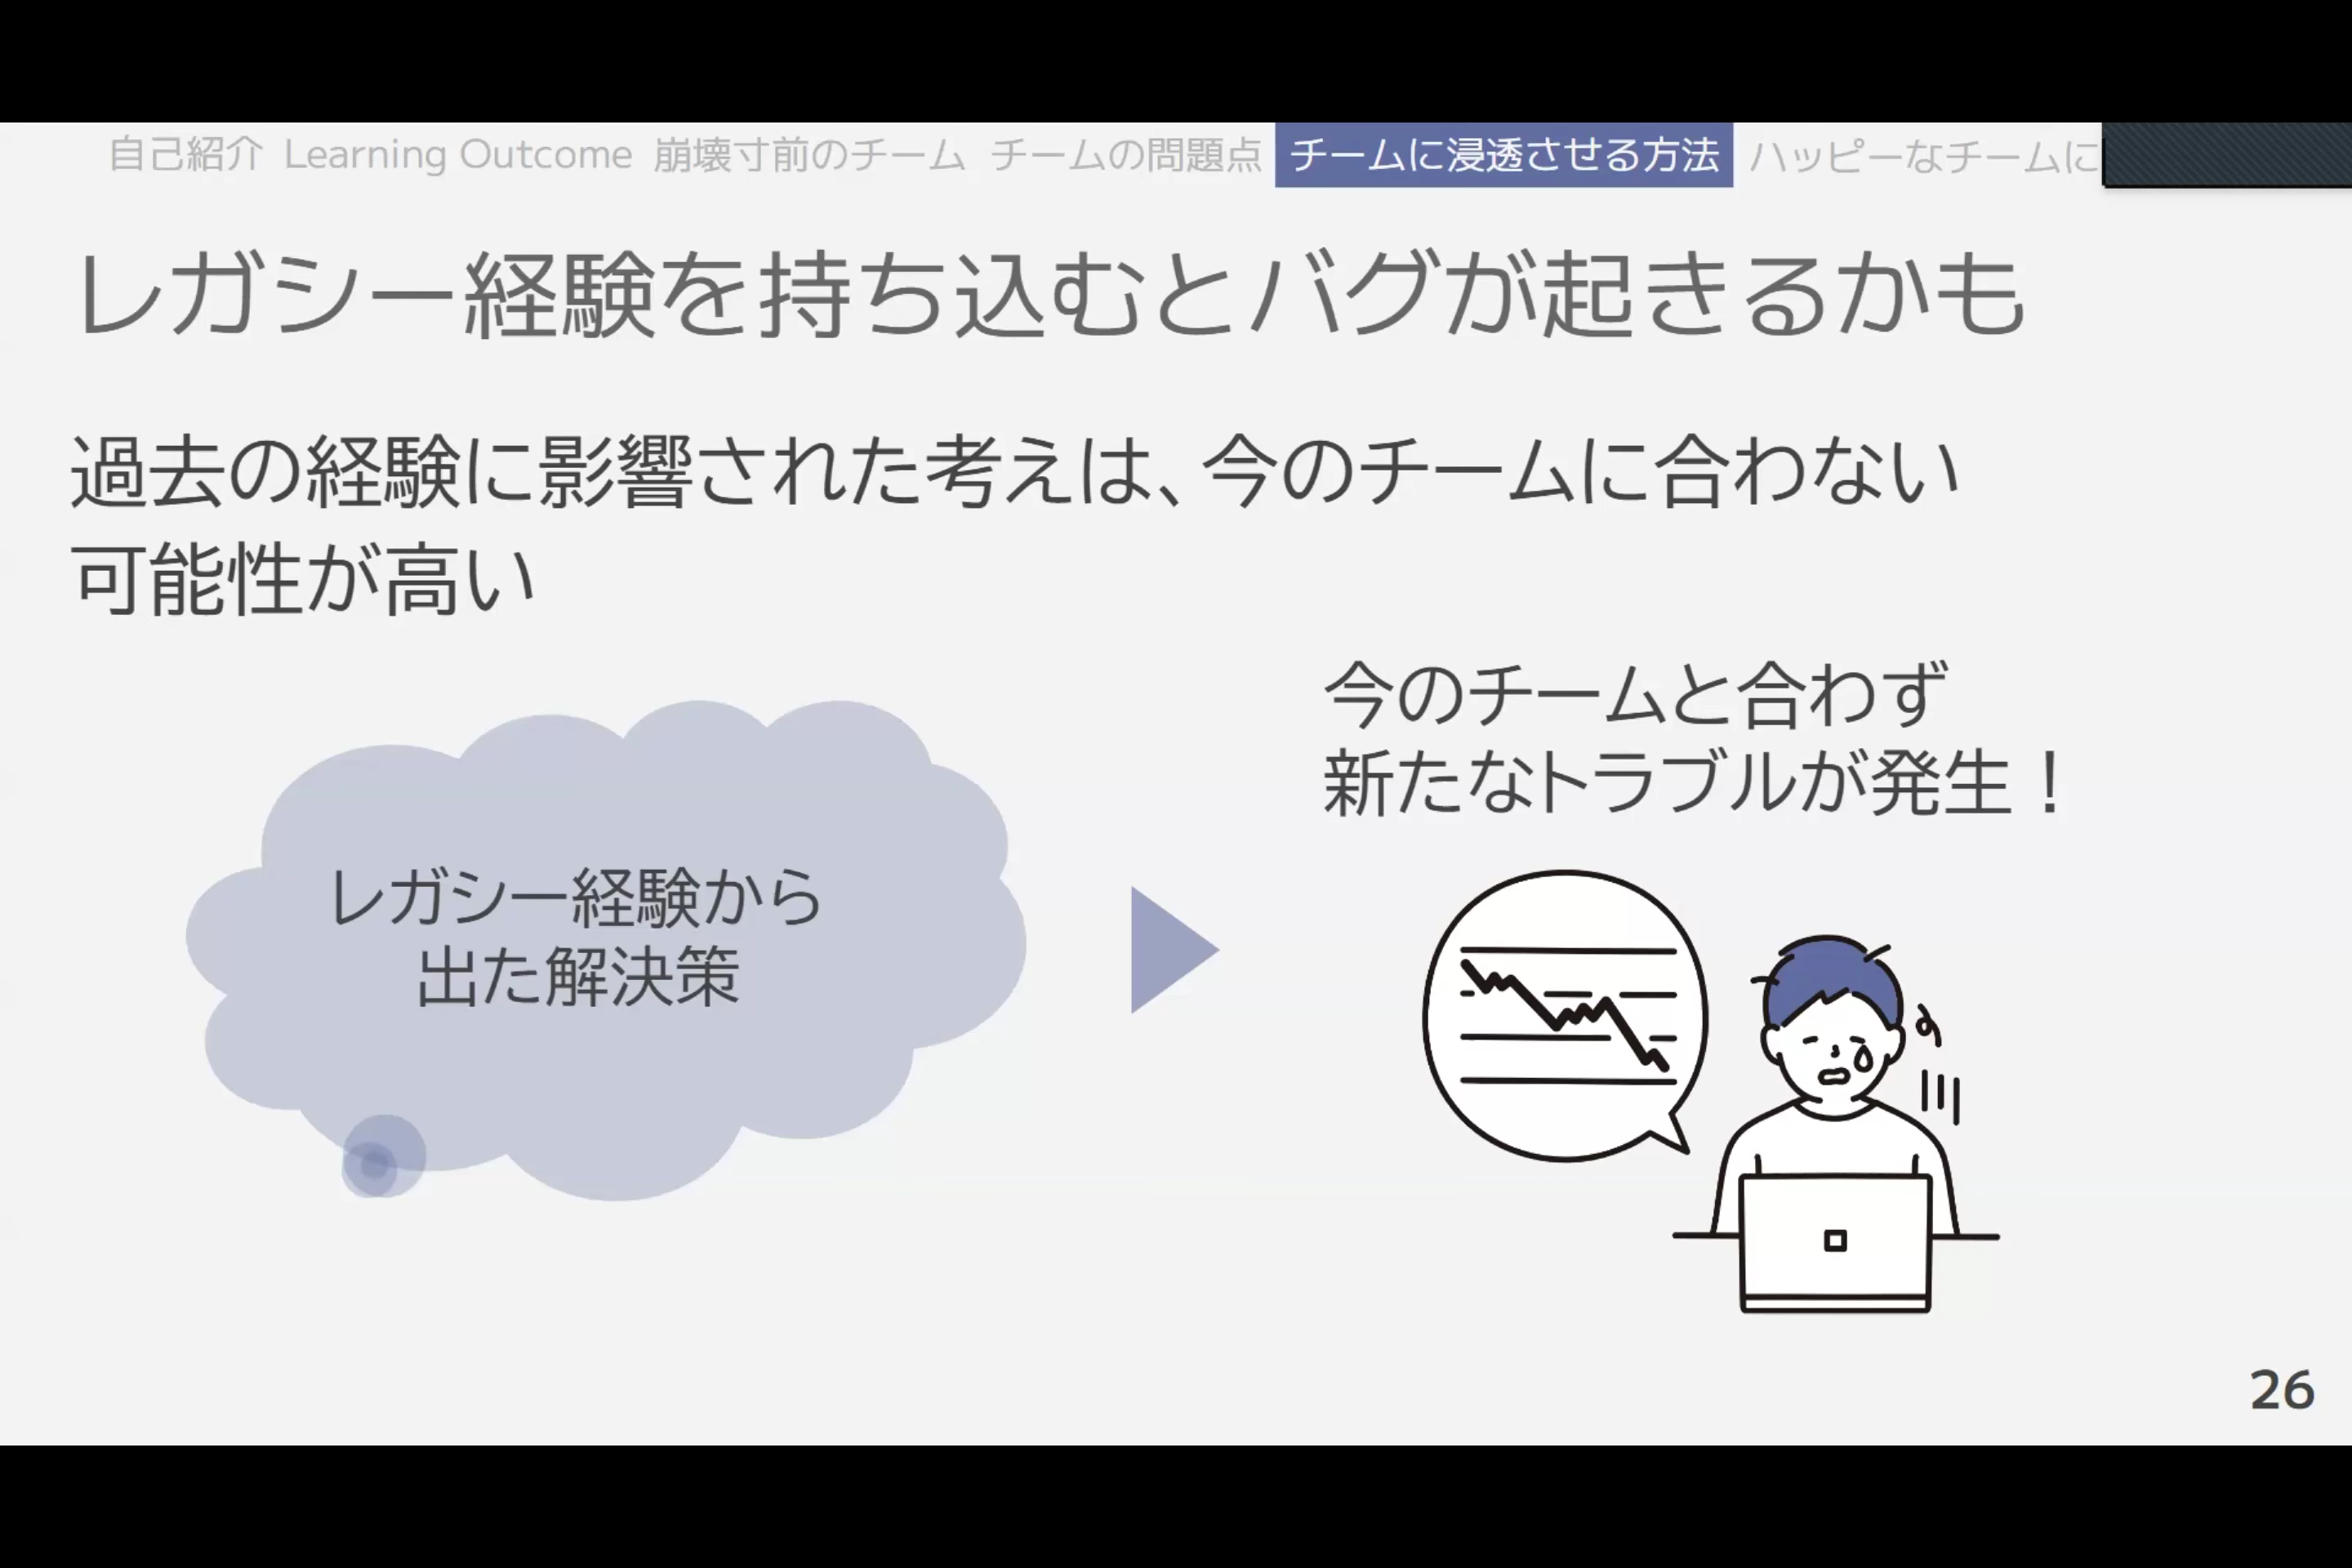 自己紹介 Learning Outcome 崩壊寸前のチーム チームの問題点 チームに浸透させる方法 ハッピーなチームに
レガシー経験を持ち込むとバグが起きるかも
過去の経験に影響された考えは、今のチームに合わない
可能性が高い
今のチームと合わず
新たなトラブルが発生！
レガシー経験から
出た解決策
26